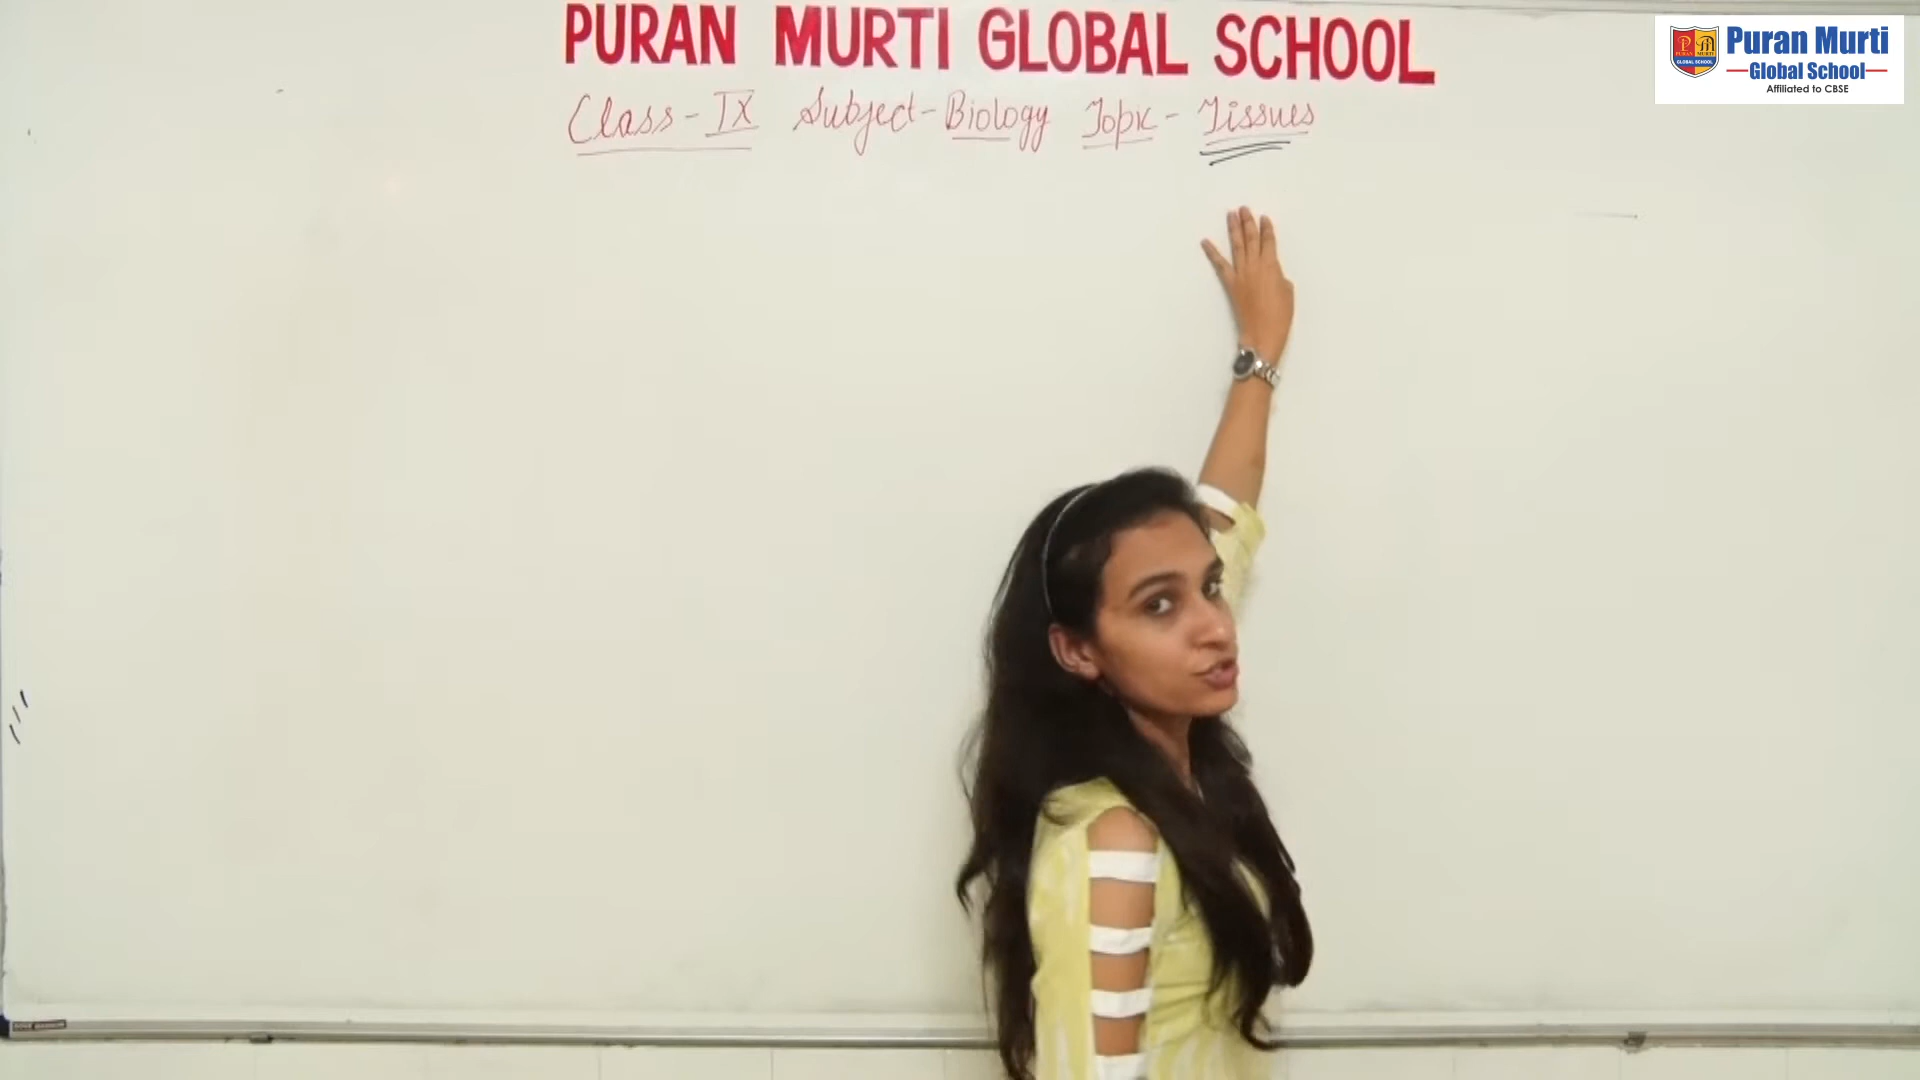 PURAN MURTI GLOBAL SCHOOL
Class-IX Subject-Biology Topic-Tissues
Puran Murti
Global School
Affiliated to CBSE